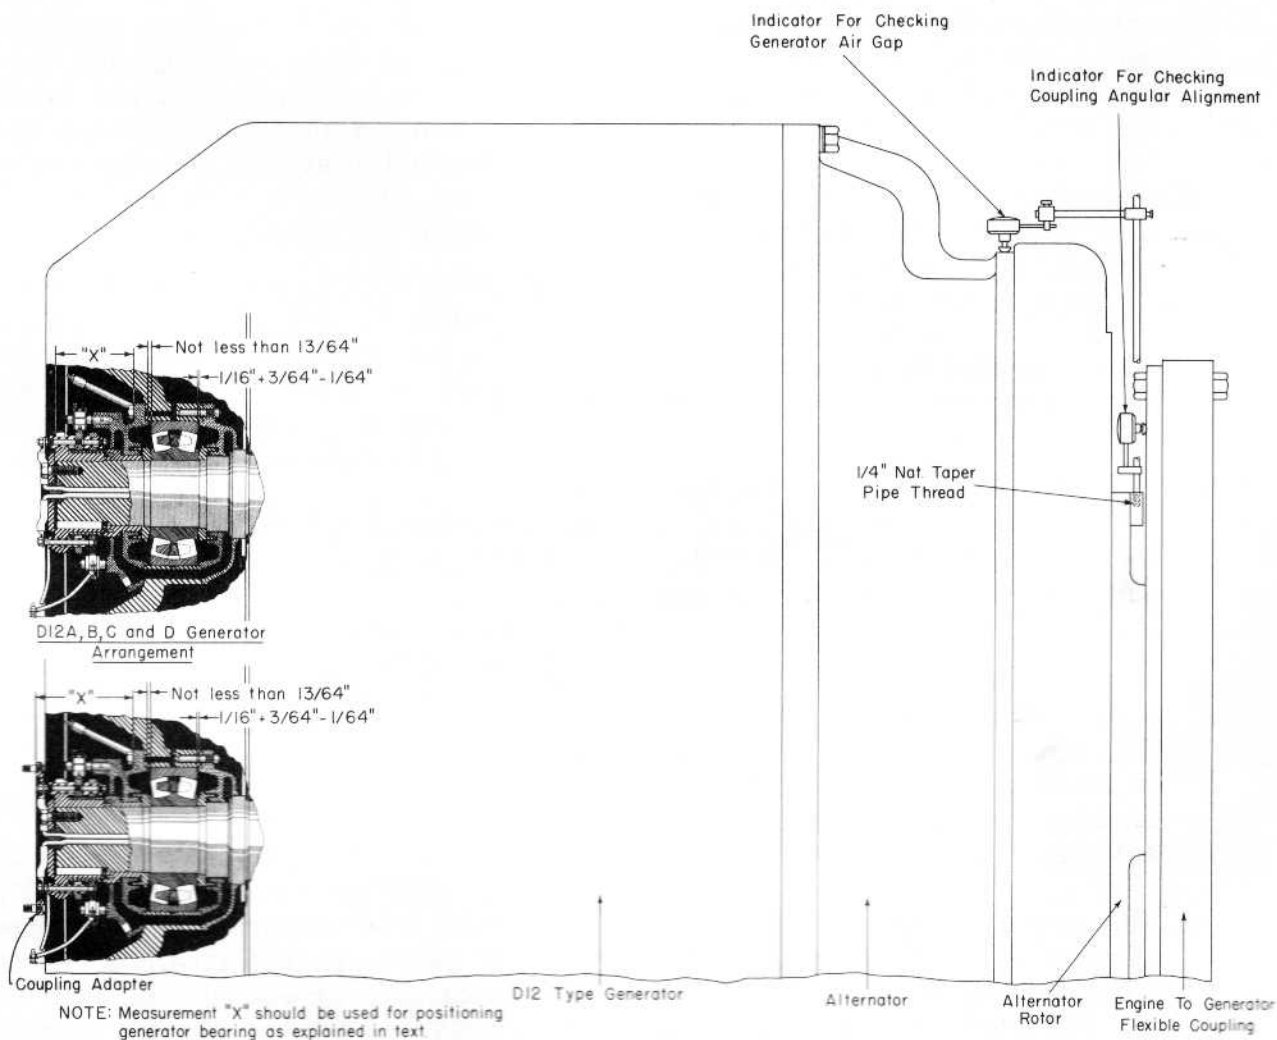 Indicator For Checking
Generator Air Gap
Indicator For Checking
Coupling Angular Alignment
"X"
Not less than 13/64"
1/16" + 3/64" - 1/64"
1/4" Nat. Taper
Pipe Thread
D12A, B, C and D Generator
Arrangement
"X"
Not less than 13/64"
1/16" + 3/64" - 1/64"
Coupling Adapter
D12 Type Generator
Alternator
Alternator
Rotor
Engine To Generator
Flexible Coupling
NOTE: Measurement "X" should be used for positioning
generator bearing as explained in text.